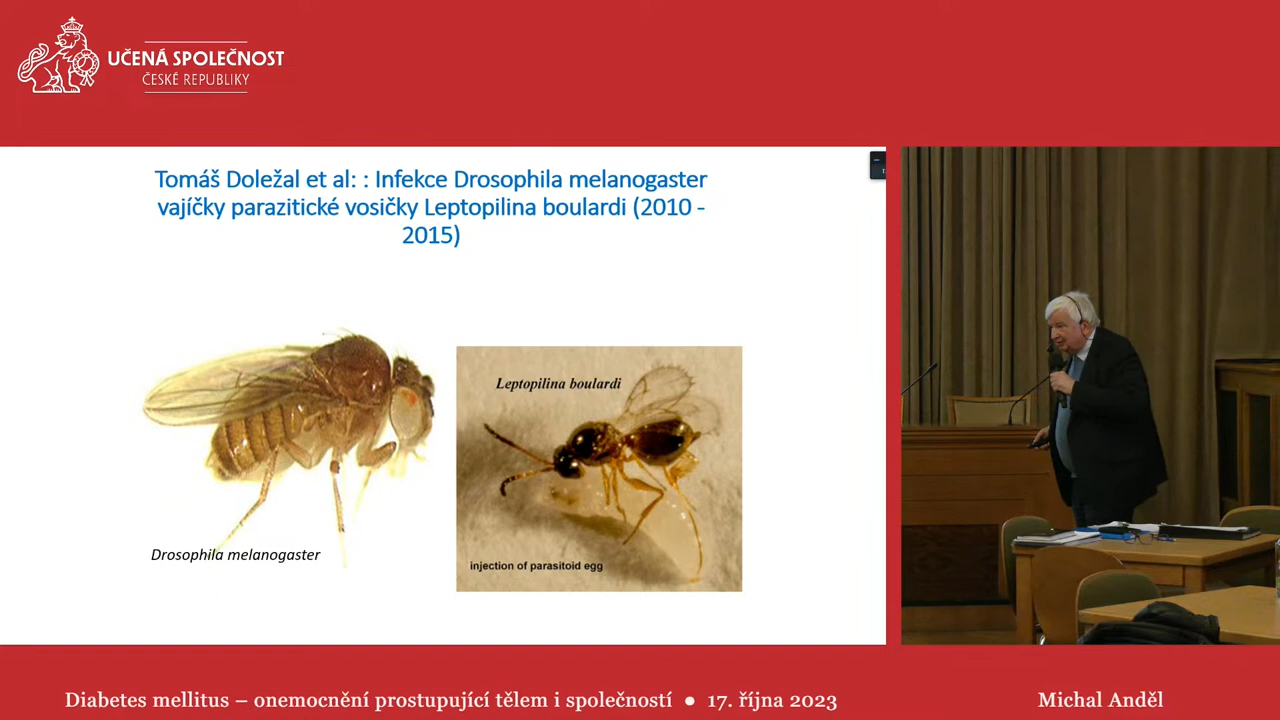 UČENÁ SPOLEČNOST
ČESKÉ REPUBLIKY
Tomáš Doležal et al: : Infekce Drosophila melanogaster
vajíčky parazitické vosičky Leptopilina boulardi (2010 -
2015)
Leptopilina boulardi
Drosophila melanogaster
injection of parasitoid egg
Diabetes mellitus – onemocnění prostupující tělem i společností ● 17. října 2023
Michal Anděl